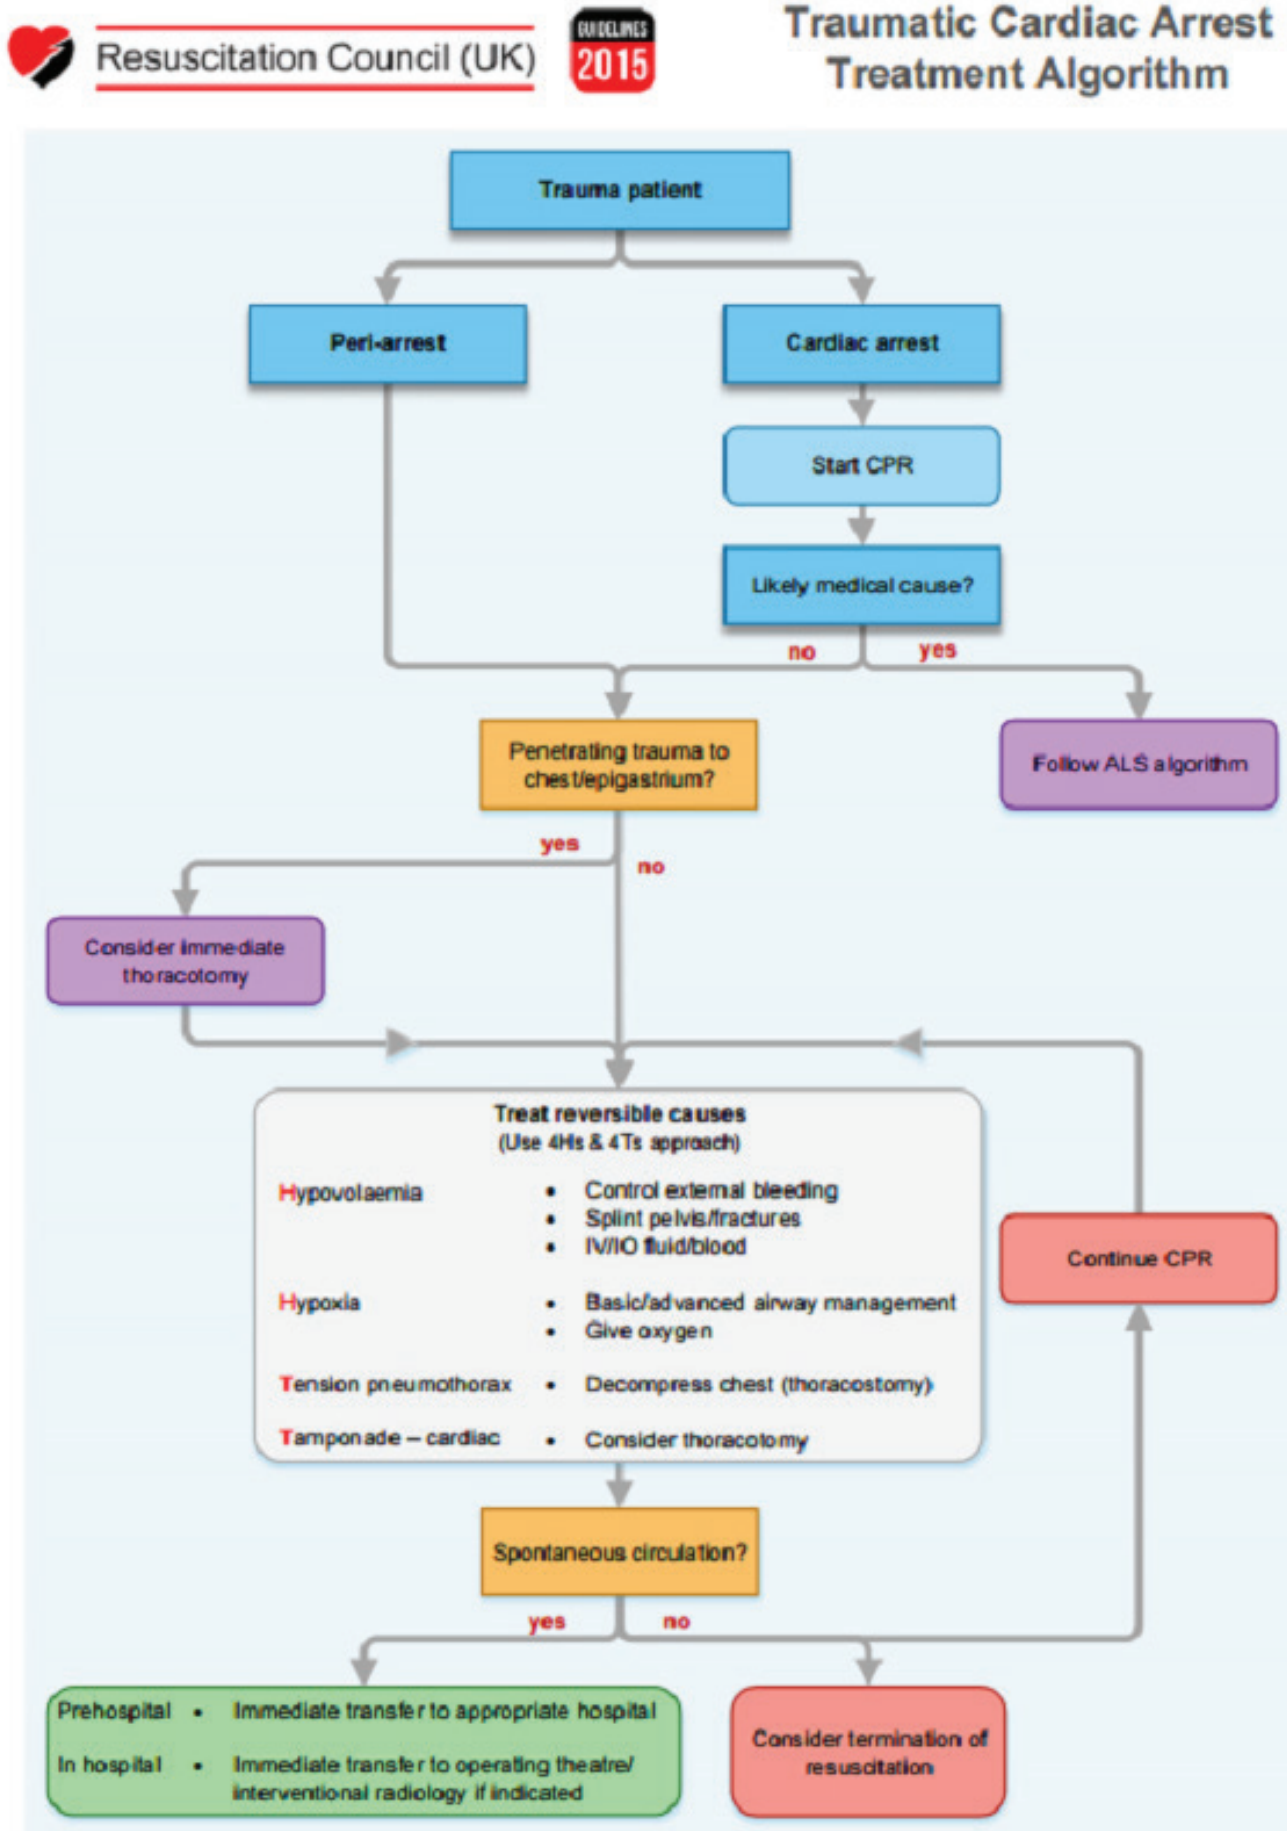 Resuscitation Council (UK)
GUIDELINES
2015
Traumatic Cardiac Arrest
Treatment Algorithm
Trauma patient
Peri-arrest
Cardiac arrest
Start CPR
Likely medical cause?
no
yes
Penetrating trauma to
chest/epigastrium?
Follow ALS algorithm
yes
no
Consider immediate
thoracotomy
Treat reversible causes
(Use 4Hs & 4Ts approach)
Hypovolaemia • Control external bleeding
• Splint pelvis/fractures
• IV/IO fluid/blood
Hypoxia • Basic/advanced airway management
• Give oxygen
Tension pneumothorax • Decompress chest (thoracostomy)
Tamponade – cardiac • Consider thoracotomy
Continue CPR
Spontaneous circulation?
yes
no
Prehospital • Immediate transfer to appropriate hospital
In hospital • Immediate transfer to operating theatre/
interventional radiology if indicated
Consider termination of
resuscitation